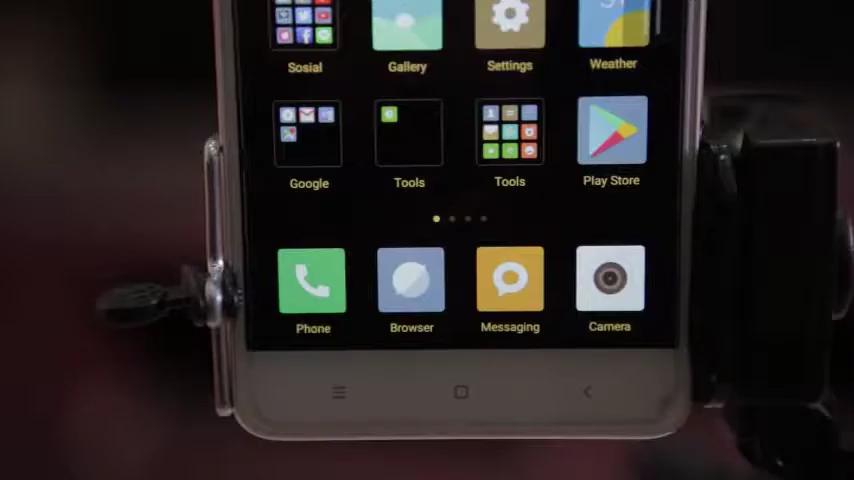 Sosial
Gallery
Settings
Weather
Google
Tools
Tools
Play Store
Phone
Browser
Messaging
Camera